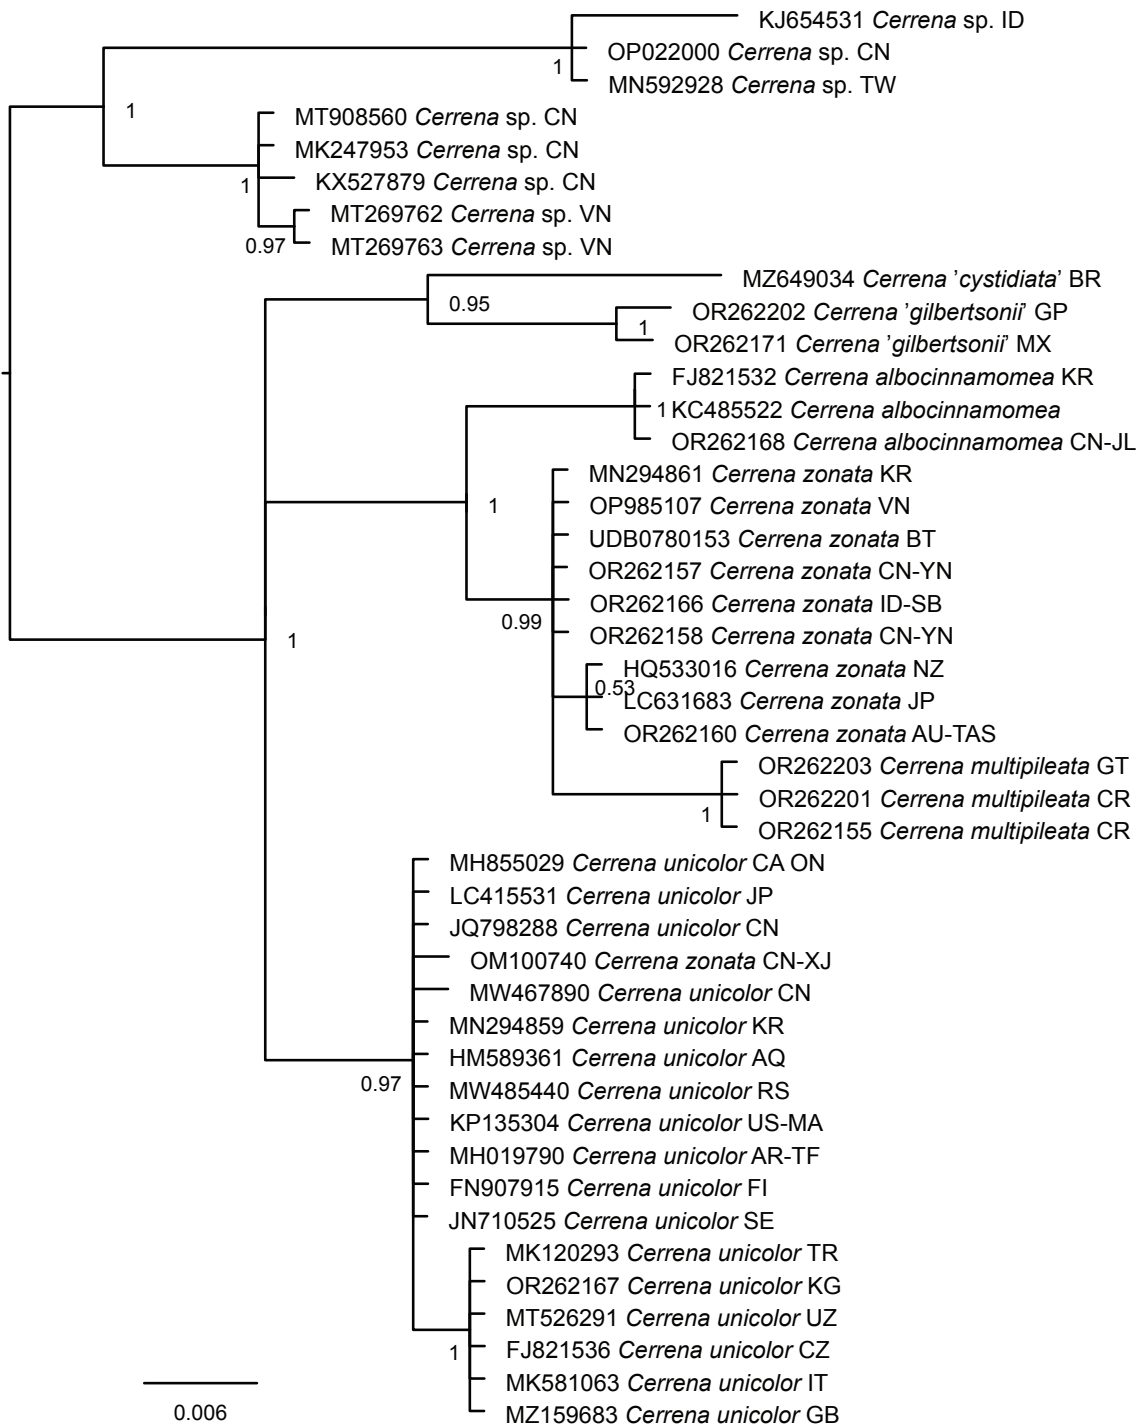 KJ654531 Cerrena sp. ID
OP022000 Cerrena sp. CN
1
MN592928 Cerrena sp. TW
1
MT908560 Cerrena sp. CN
MK247953 Cerrena sp. CN
KX527879 Cerrena sp. CN
1
MT269762 Cerrena sp. VN
0.97
MT269763 Cerrena sp. VN
MZ649034 Cerrena 'cystidiata' BR
0.95
OR262202 Cerrena 'gilbertsonii' GP
1
OR262171 Cerrena 'gilbertsonii' MX
FJ821532 Cerrena albocinnamomea KR
1 KC485522 Cerrena albocinnamomea
OR262168 Cerrena albocinnamomea CN-JL
MN294861 Cerrena zonata KR
1
OP985107 Cerrena zonata VN
UDB0780153 Cerrena zonata BT
OR262157 Cerrena zonata CN-YN
OR262166 Cerrena zonata ID-SB
0.99
OR262158 Cerrena zonata CN-YN
1
HQ533016 Cerrena zonata NZ
0.53
LC631683 Cerrena zonata JP
OR262160 Cerrena zonata AU-TAS
OR262203 Cerrena multipileata GT
OR262201 Cerrena multipileata CR
1
OR262155 Cerrena multipileata CR
MH855029 Cerrena unicolor CA ON
LC415531 Cerrena unicolor JP
JQ798288 Cerrena unicolor CN
OM100740 Cerrena zonata CN-XJ
MW467890 Cerrena unicolor CN
MN294859 Cerrena unicolor KR
HM589361 Cerrena unicolor AQ
0.97
MW485440 Cerrena unicolor RS
KP135304 Cerrena unicolor US-MA
MH019790 Cerrena unicolor AR-TF
FN907915 Cerrena unicolor FI
JN710525 Cerrena unicolor SE
MK120293 Cerrena unicolor TR
OR262167 Cerrena unicolor KG
MT526291 Cerrena unicolor UZ
1
FJ821536 Cerrena unicolor CZ
MK581063 Cerrena unicolor IT
0.006
MZ159683 Cerrena unicolor GB